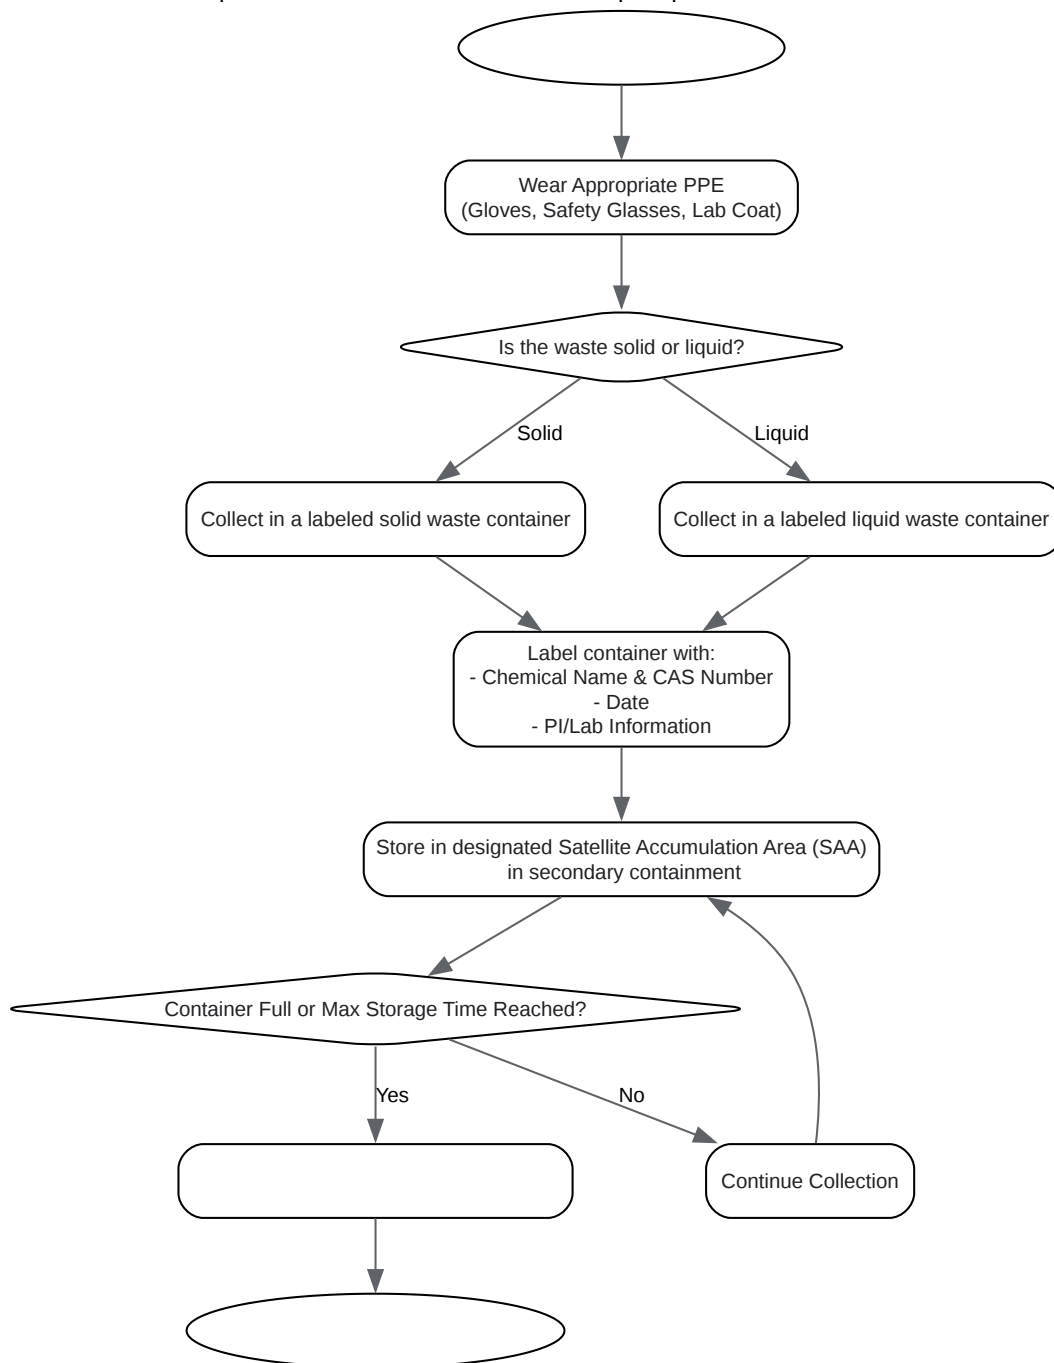 Wear Appropriate PPE
(Gloves, Safety Glasses, Lab Coat)
Is the waste solid or liquid?
Solid
Liquid
Collect in a labeled solid waste container
Collect in a labeled liquid waste container
Label container with:
- Chemical Name & CAS Number
- Date
- PI/Lab Information
Store in designated Satellite Accumulation Area (SAA)
in secondary containment
Container Full or Max Storage Time Reached?
Yes
No
Continue Collection